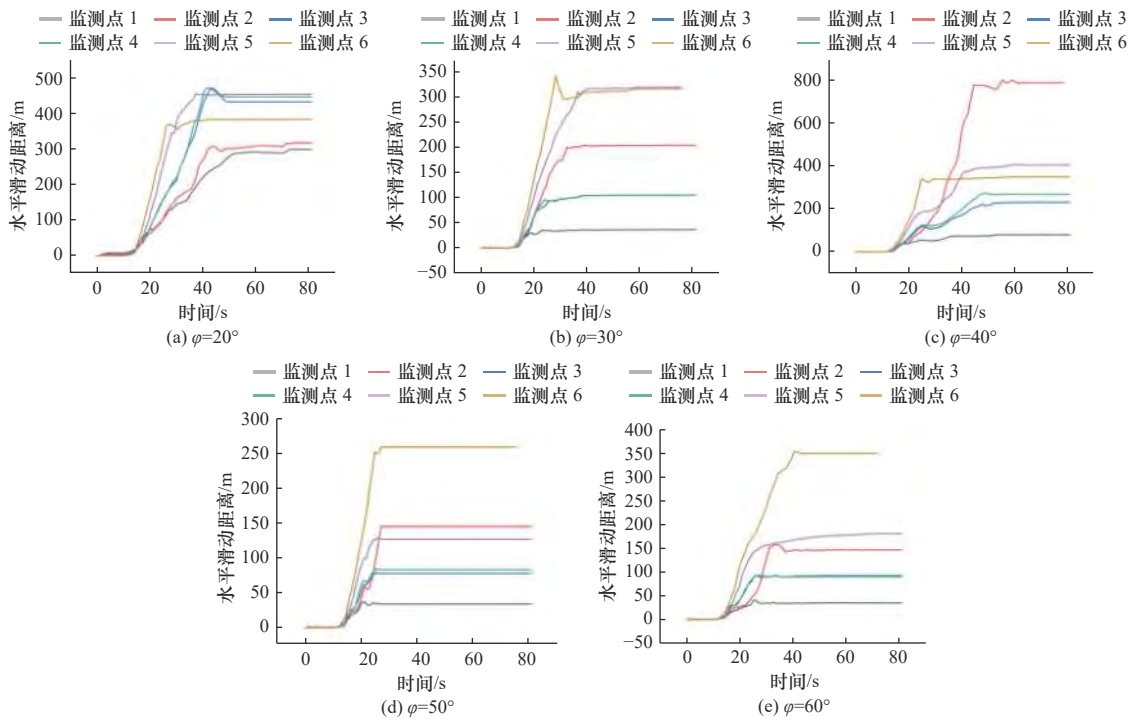 监测点 1 监测点 2 监测点 3
监测点 4 监测点 5 监测点 6
500
400
300
200
100
0
水平滑动距离/m
0 20 40 60 80
时间/s
(a) φ=20°
监测点 1 监测点 2 监测点 3
监测点 4 监测点 5 监测点 6
350
300
250
200
150
100
50
0
−50
水平滑动距离/m
0 20 40 60 80
时间/s
(b) φ=30°
监测点 1 监测点 2 监测点 3
监测点 4 监测点 5 监测点 6
800
600
400
200
0
水平滑动距离/m
0 20 40 60 80
时间/s
(c) φ=40°
监测点 1 监测点 2 监测点 3
监测点 4 监测点 5 监测点 6
300
250
200
150
100
50
0
水平滑动距离/m
0 20 40 60 80
时间/s
(d) φ=50°
监测点 1 监测点 2 监测点 3
监测点 4 监测点 5 监测点 6
400
350
300
250
200
150
100
50
0
−50
水平滑动距离/m
0 20 40 60 80
时间/s
(e) φ=60°